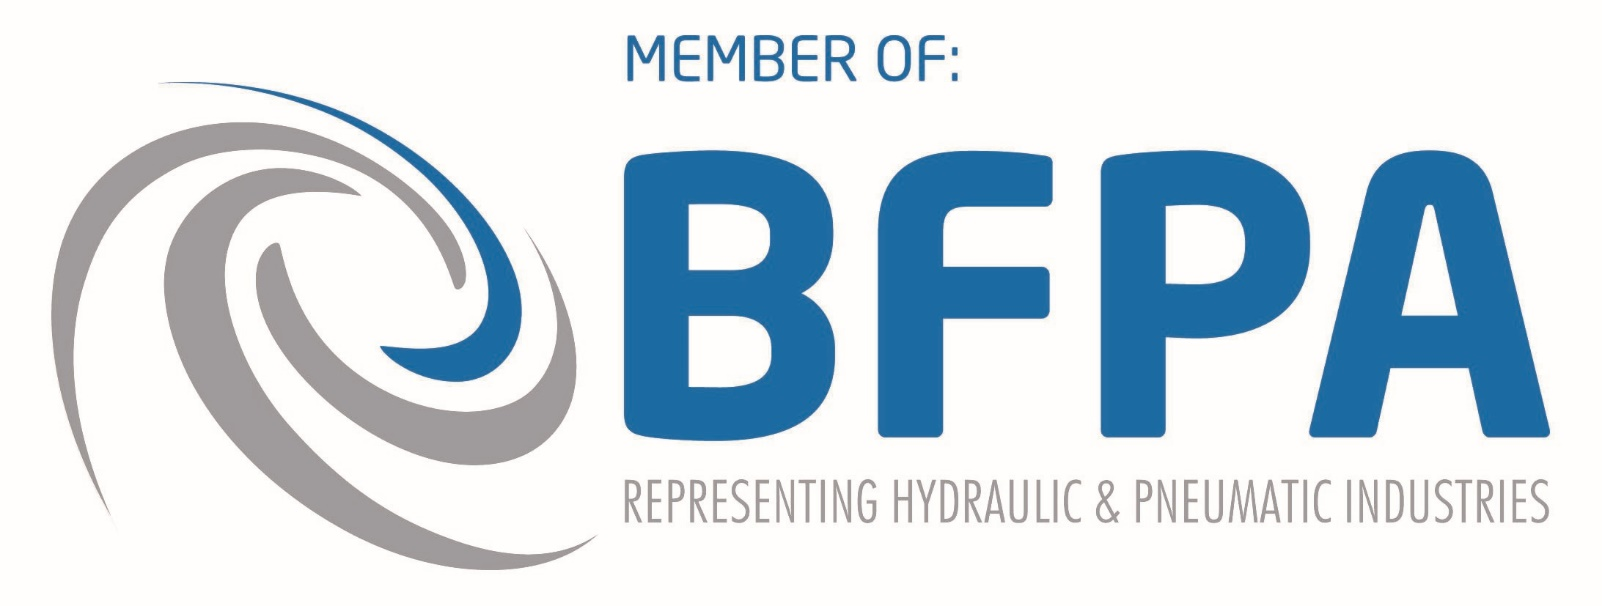 MEMBER OF:
BFPA
REPRESENTING HYDRAULIC & PNEUMATIC INDUSTRIES